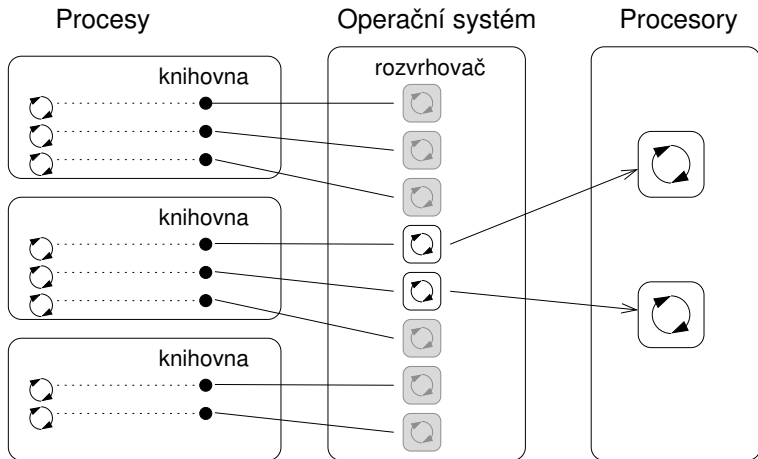 Procesy
Operační systém
Procesory
knihovna
rozvrhovač
knihovna
knihovna